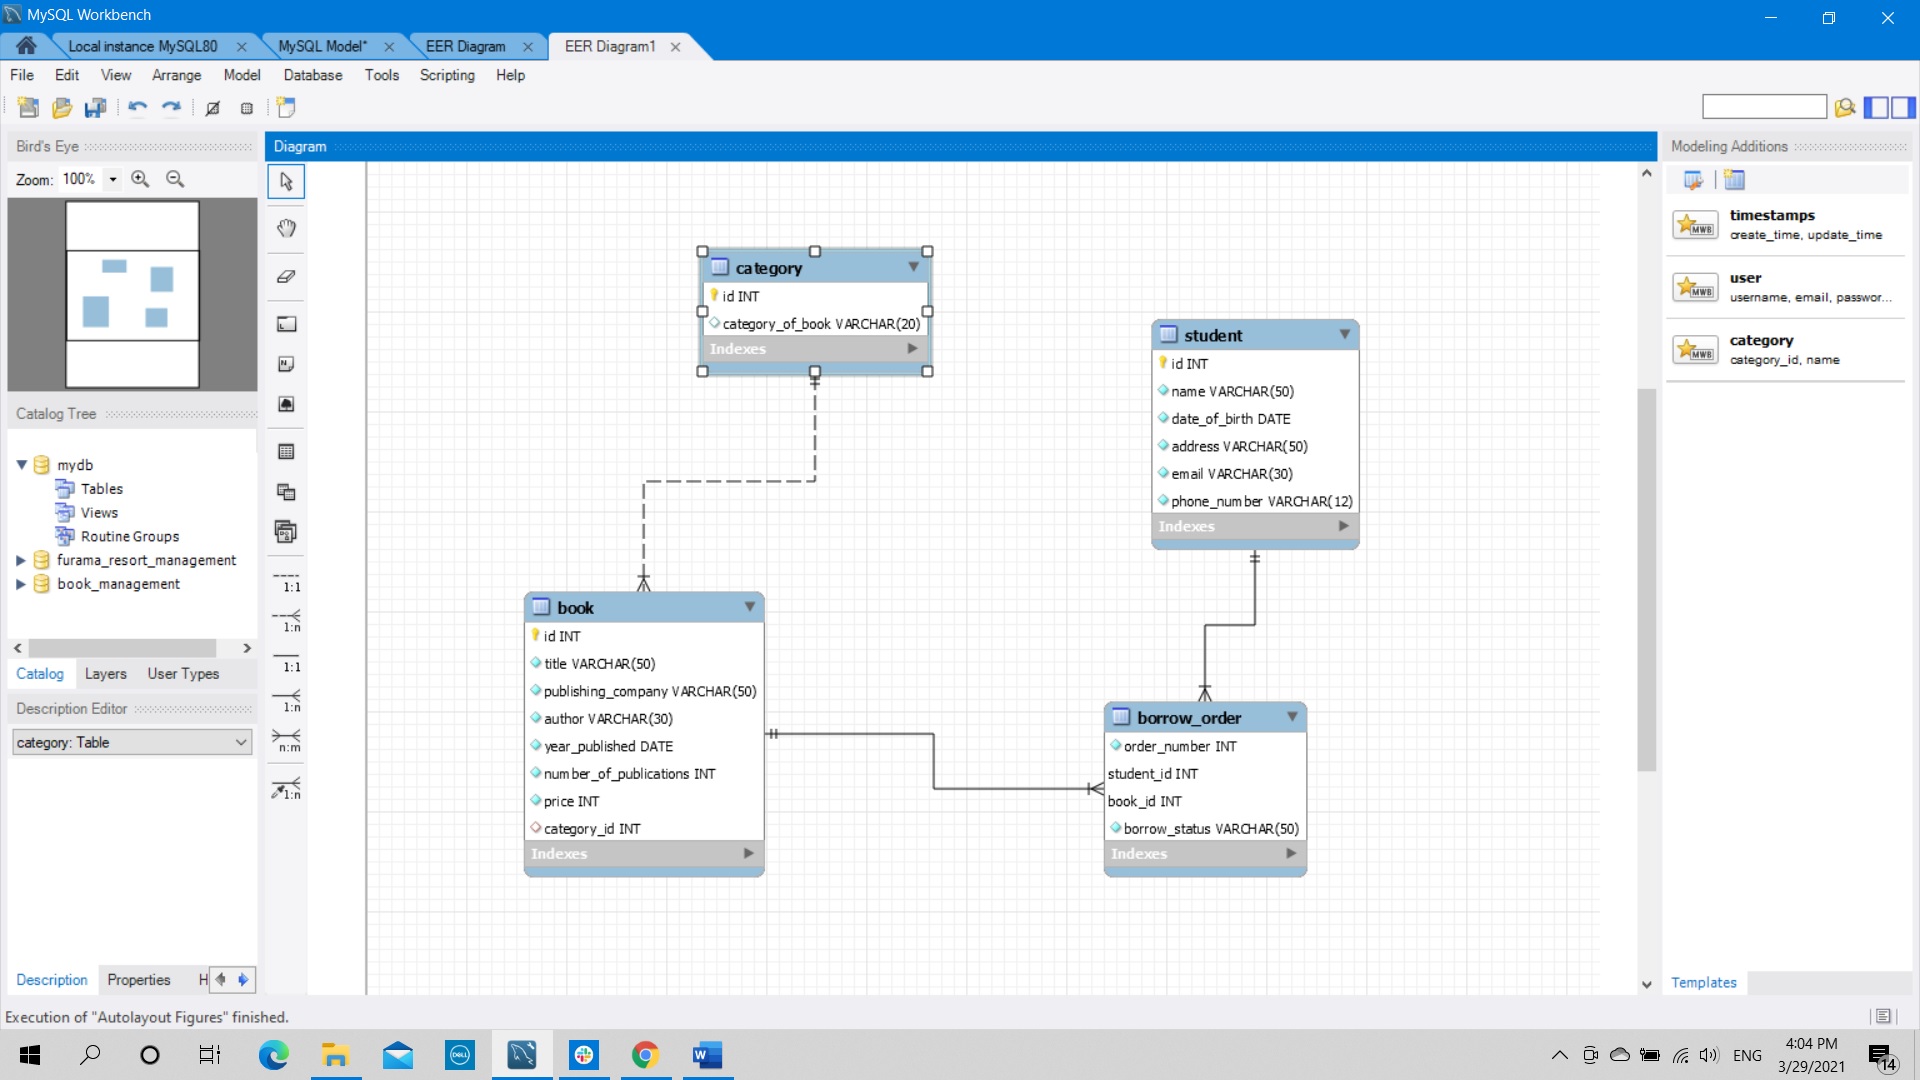 MySQL Workbench
Local instance MySQL80
MySQL Model*
EER Diagram
EER Diagram1
File Edit View Arrange Model Database Tools Scripting Help
Bird's Eye
Zoom: 100%
Catalog Tree
mydb
Tables
Views
Routine Groups
furama_resort_management
book_management
Catalog Layers User Types
Description Editor
category: Table
Description Properties H
1:1
1:n
1:1
1:n
n:m
1:n
Diagram
category
id INT
category_of_book VARCHAR(20)
Indexes
student
id INT
name VARCHAR(50)
date_of_birth DATE
address VARCHAR(50)
email VARCHAR(30)
phone_number VARCHAR(12)
Indexes
book
id INT
title VARCHAR(50)
publishing_company VARCHAR(50)
author VARCHAR(30)
year_published DATE
number_of_publications INT
price INT
category_id INT
Indexes
borrow_order
order_number INT
student_id INT
book_id INT
borrow_status VARCHAR(50)
Indexes
Modeling Additions
MWB
timestamps
create_time, update_time
MWB
user
username, email, passwor...
MWB
category
category_id, name
Templates
Execution of "Autolayout Figures" finished.
DELL
W
ENG
4:04 PM
3/29/2021
14